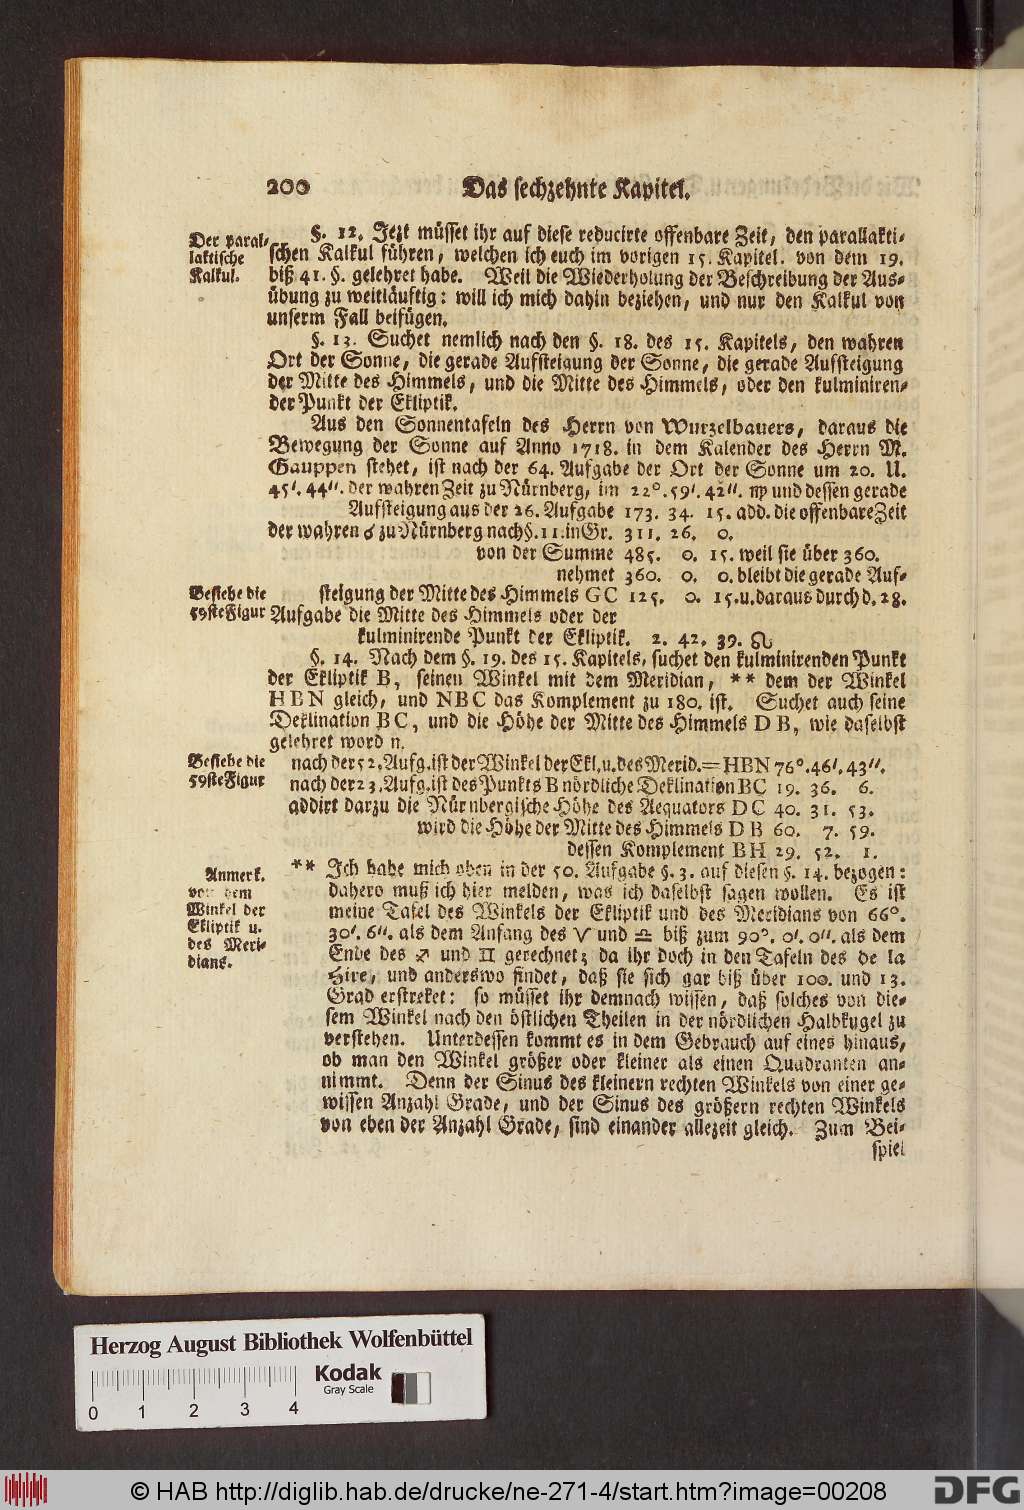 200 Das sechzehnte Kapitel.
Der paral-
laktische
Kalkul.
§. 12. Jezt müsset ihr auf diese reducirte offenbare Zeit, den parallakti-
schen Kalkul führen, welchen ich euch im vorigen 15. Kapitel. von dem 19.
biß 41. §. gelehret habe. Weil die Wiederholung der Beschreibung der Aus-
übung zu weitläuftig: will ich mich dahin beziehen, und nur den Kalkul von
unserm Fall beifügen.
§. 13. Suchet nemlich nach den §. 18. des 15. Kapitels, den wahren
Ort der Sonne, die gerade Aufsteigung der Sonne, die gerade Aufsteigung
der Mitte des Himmels, und die Mitte des Himmels, oder den kulminiren-
der Punkt der Ekliptik.
Aus den Sonnentafeln des Herrn von Wurzelbauers, daraus die
Bewegung der Sonne auf Anno 1718. in dem Kalender des Herrn M.
Gauppen stehet, ist nach der 64. Aufgabe der Ort der Sonne um 20. U.
45′. 44″. der wahren Zeit zu Nürnberg, im 22°. 59′. 42″. ♍ und dessen gerade
Aufsteigung aus der 26. Aufgabe 173. 34. 15. add. die offenbare Zeit
der wahren ☌ zu Nürnberg nach §. 11. in Gr. 311. 26. 0.
von der Summe 485. 0. 15. weil sie über 360.
nehmet 360. 0. 0. bleibt die gerade Auf-
Besiehe die
59ste Figur
steigung der Mitte des Himmels GC 125. 0. 15. u. daraus durch d. 28.
Aufgabe die Mitte des Himmels oder der
kulminirende Punkt der Ekliptik. 2. 42. 39. ♌
§. 14. Nach dem §. 19. des 15. Kapitels, suchet den kulminirenden Punkt
der Ekliptik B, seinen Winkel mit dem Meridian, ** dem der Winkel
HBN gleich, und NBC das Komplement zu 180. ist. Suchet auch seine
Deklination BC, und die Höhe der Mitte des Himmels DB, wie daselbst
gelehret word n.
Besiehe die
59ste Figur
nach der 52. Aufg. ist der Winkel der Ekl. u. des Merid. = HBN 76°. 46′. 43″.
nach der 23. Aufg. ist des Punkts B nördliche Deklination BC 19. 36. 6.
addirt darzu die Nürnbergische Höhe des Aequators DC 40. 31. 53.
wird die Höhe der Mitte des Himmels DB 60. 7. 59.
dessen Komplement BH 29. 52. 1.
Anmerk.
von dem
Winkel der
Ekliptik u.
des Meri-
dians.
** Ich habe mich oben in der 50. Aufgabe §. 3. auf diesen §. 14. bezogen:
dahero muß ich hier melden, was ich daselbst sagen wollen. Es ist
meine Tafel des Winkels der Ekliptik und des Meridians von 66°.
30′. 6″. als dem Anfang des ♈ und ♎ biß zum 90°. 0′. 0″. als dem
Ende des ♐ und ♊ gerechnet; da ihr doch in den Tafeln des de la
Hire, und anderswo findet, daß sie sich gar biß über 100. und 13.
Grad erstreket: so müsset ihr demnach wissen, daß solches von die-
sem Winkel nach den östlichen Theilen in der nördlichen Halbkugel zu
verstehen. Unterdessen kommt es in dem Gebrauch auf eines hinaus,
ob man den Winkel größer oder kleiner als einen Quadranten an-
nimmt. Denn der Sinus des kleinern rechten Winkels von einer ge-
wissen Anzahl Grade, und der Sinus des größern rechten Winkels
von eben der Anzahl Grade, sind einander allezeit gleich. Zum Bei-
spiel
Herzog August Bibliothek Wolfenbüttel
Kodak
Gray Scale
0 1 2 3 4
© HAB http://diglib.hab.de/drucke/ne-271-4/start.htm?image=00208
DFG